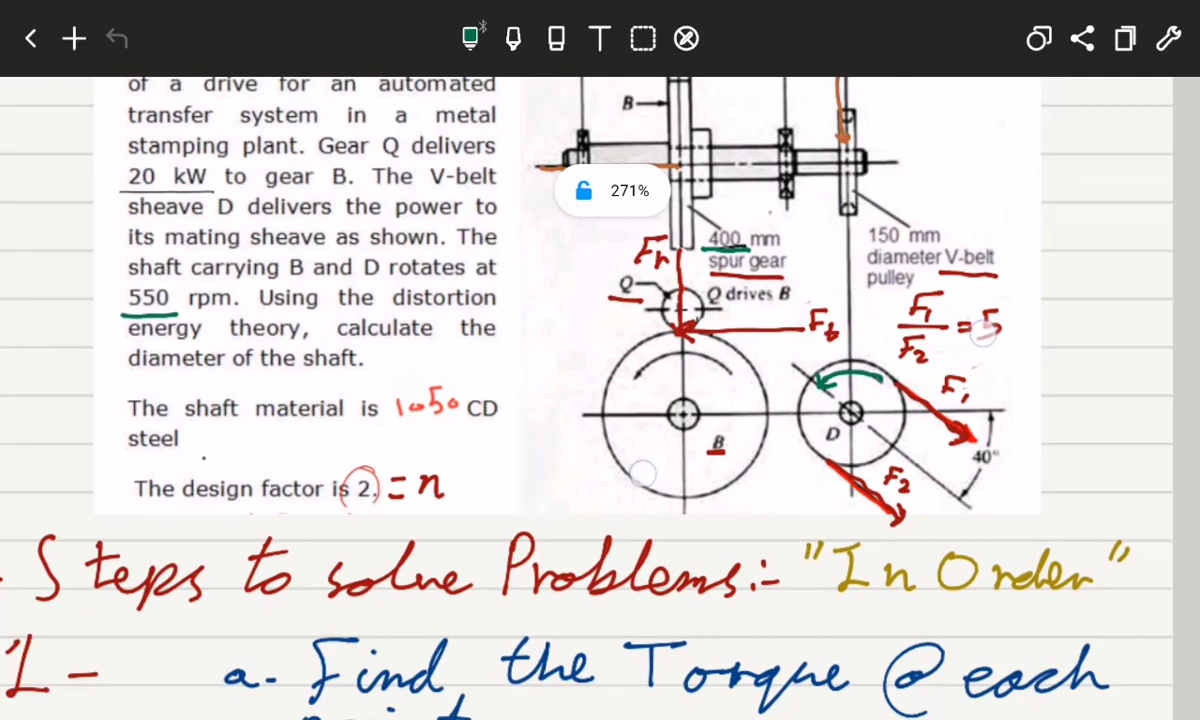 of a drive for an automated
transfer system in a metal
stamping plant. Gear Q delivers
20 kW to gear B. The V-belt
sheave D delivers the power to
its mating sheave as shown. The
shaft carrying B and D rotates at
550 rpm. Using the distortion
energy theory, calculate the
diameter of the shaft.
The shaft material is 1050 CD
steel
The design factor is 2. = n
B
271%
400 mm
spur gear
150 mm
diameter V-belt
pulley
Fr
Q
Q drives B
Ft
F1
F2
= 5
F1
B
D
40°
F2
Steps to solve Problems:- "In Order"
1- a- Find the Torque @ each